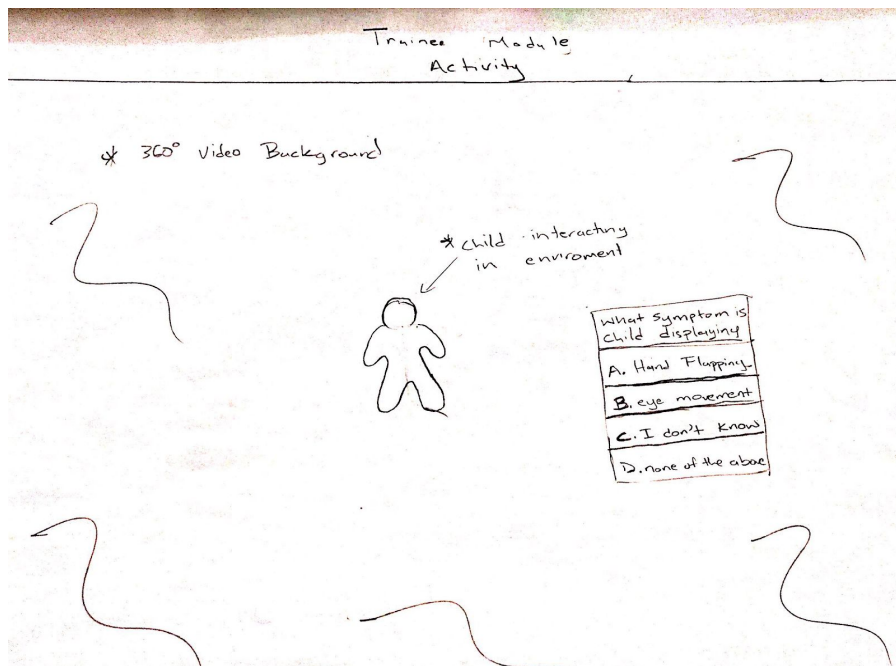 Trainee Module
Activity
* 360° Video Background
* child interacting
in enviroment
What symptom is
child displaying
A. Hand Flapping
B. eye movement
C. I don't know
D. none of the above